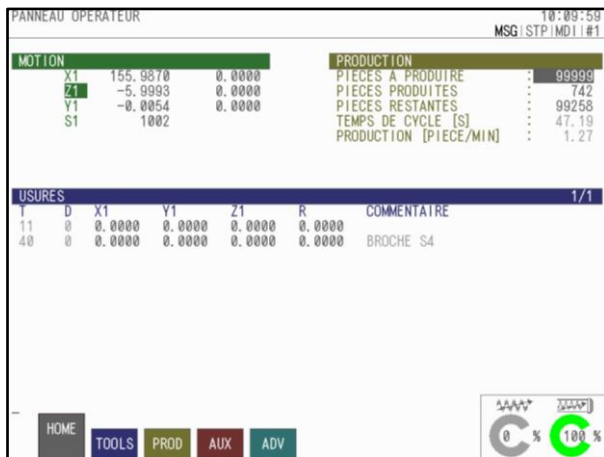 PANNEAU OPERATEUR 10:09:59
MSG|STP|MDI|#1
MOTION
X1 155.9870 0.0000
Z1 -5.9993 0.0000
Y1 -0.0054 0.0000
S1 1002
PRODUCTION
PIECES A PRODUIRE : 99999
PIECES PRODUITES : 742
PIECES RESTANTES : 99258
TEMPS DE CYCLE [S] : 47.19
PRODUCTION [PIECE/MIN] : 1.27
USURES 1/1
T D X1 Y1 Z1 R COMMENTAIRE
11 0 0.0000 0.0000 0.0000 0.0000
40 0 0.0000 0.0000 0.0000 0.0000 BROCHE S4
HOME TOOLS PROD AUX ADV
0 % 100 %